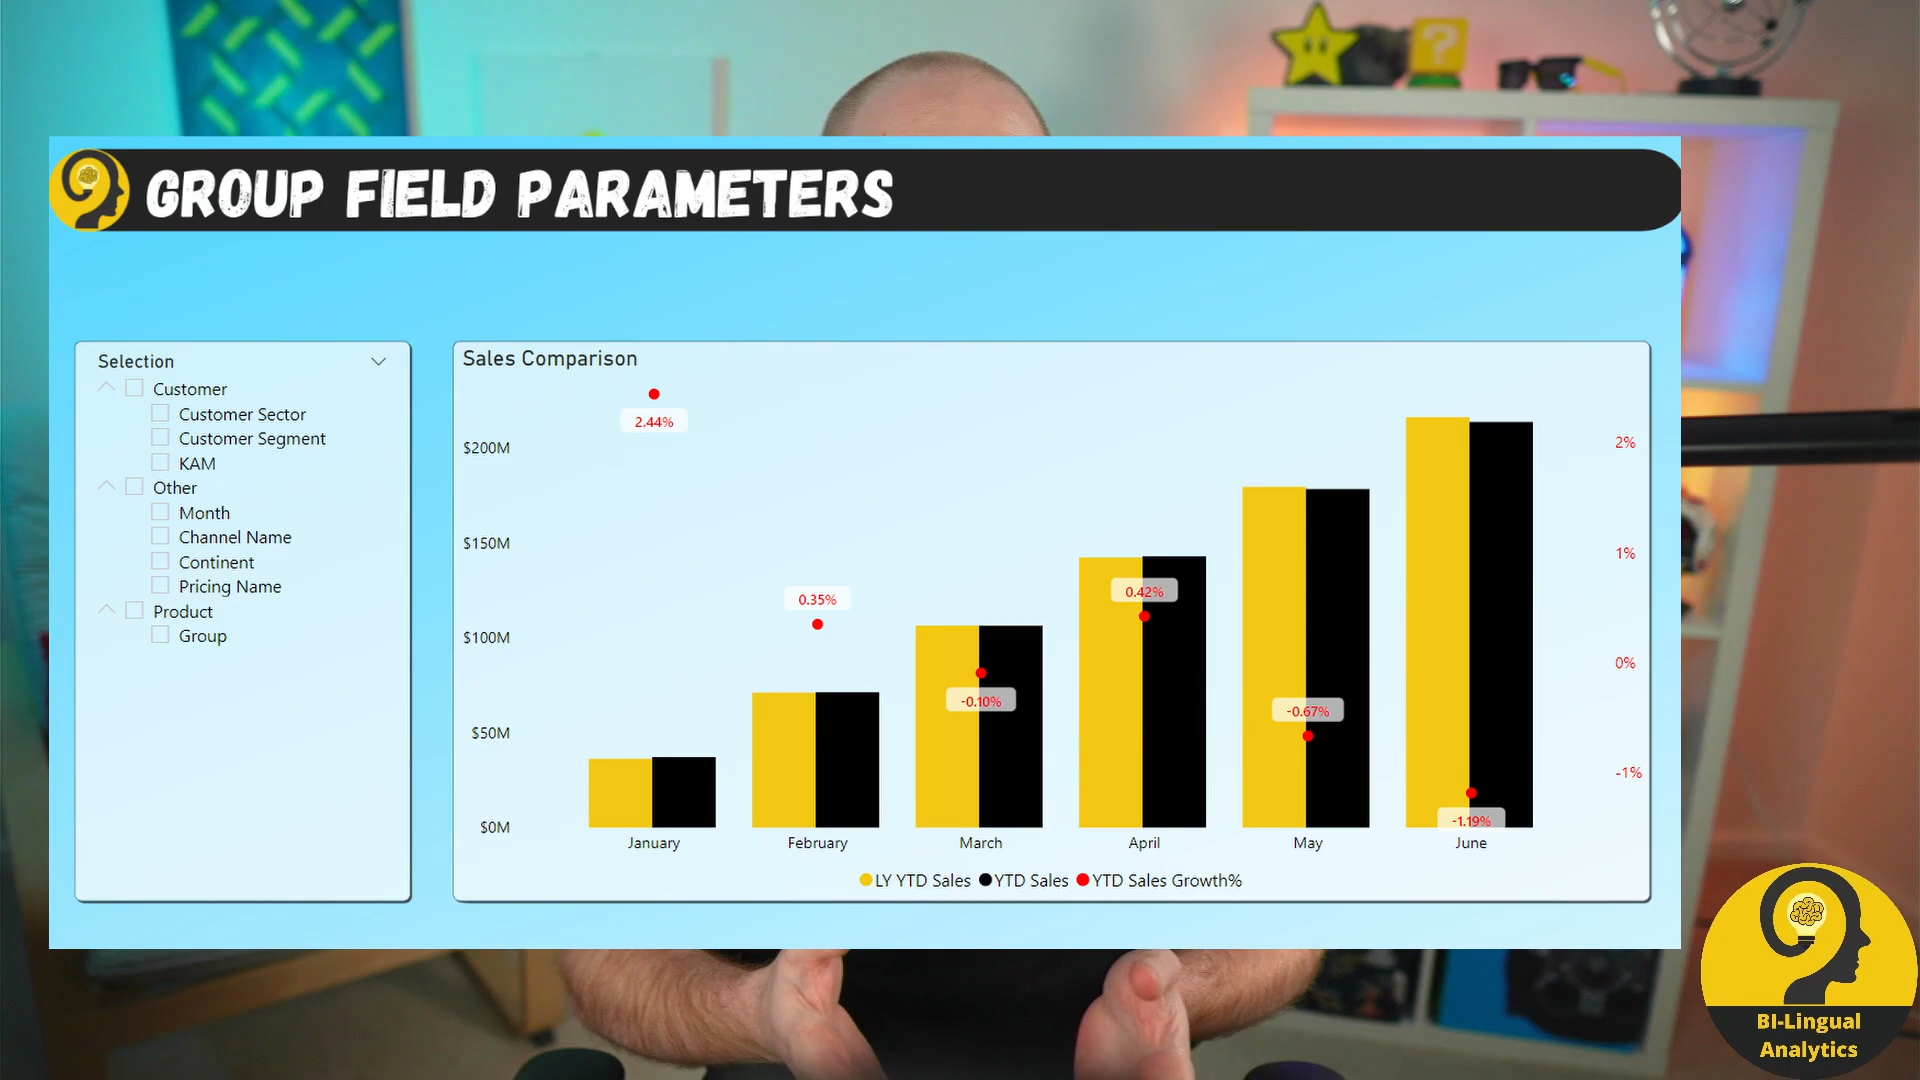 GROUP FIELD PARAMETERS
Selection
Customer
Customer Sector
Customer Segment
KAM
Other
Month
Channel Name
Continent
Pricing Name
Product
Group
Sales Comparison
$200M
$150M
$100M
$50M
$0M
2.44%
0.35%
-0.10%
0.42%
-0.67%
-1.19%
2%
1%
0%
-1%
January
February
March
April
May
June
LY YTD Sales
YTD Sales
YTD Sales Growth%
?
BI-Lingual
Analytics